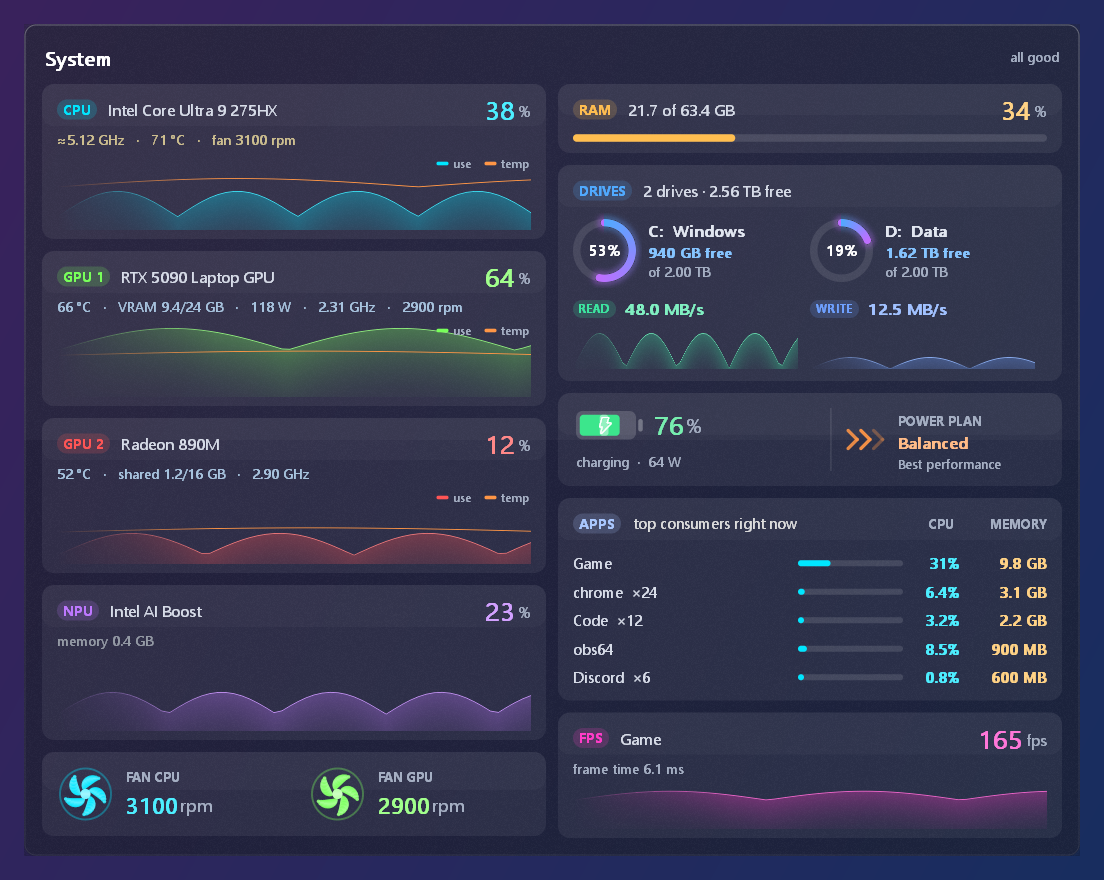 System
all good
CPU Intel Core Ultra 9 275HX 38 %
≈5.12 GHz · 71 °C · fan 3100 rpm
use temp
GPU 1 RTX 5090 Laptop GPU 64 %
66 °C · VRAM 9.4/24 GB · 118 W · 2.31 GHz · 2900 rpm
use temp
GPU 2 Radeon 890M 12 %
52 °C · shared 1.2/16 GB · 2.90 GHz
use temp
NPU Intel AI Boost 23 %
memory 0.4 GB
FAN CPU
3100 rpm
FAN GPU
2900 rpm
RAM 21.7 of 63.4 GB 34 %
DRIVES 2 drives · 2.56 TB free
53%
C: Windows
940 GB free
of 2.00 TB
19%
D: Data
1.62 TB free
of 2.00 TB
READ 48.0 MB/s
WRITE 12.5 MB/s
76 %
charging · 64 W
POWER PLAN
Balanced
Best performance
APPS top consumers right now CPU MEMORY
Game 31% 9.8 GB
chrome ×24 6.4% 3.1 GB
Code ×12 3.2% 2.2 GB
obs64 8.5% 900 MB
Discord ×6 0.8% 600 MB
FPS Game 165 fps
frame time 6.1 ms